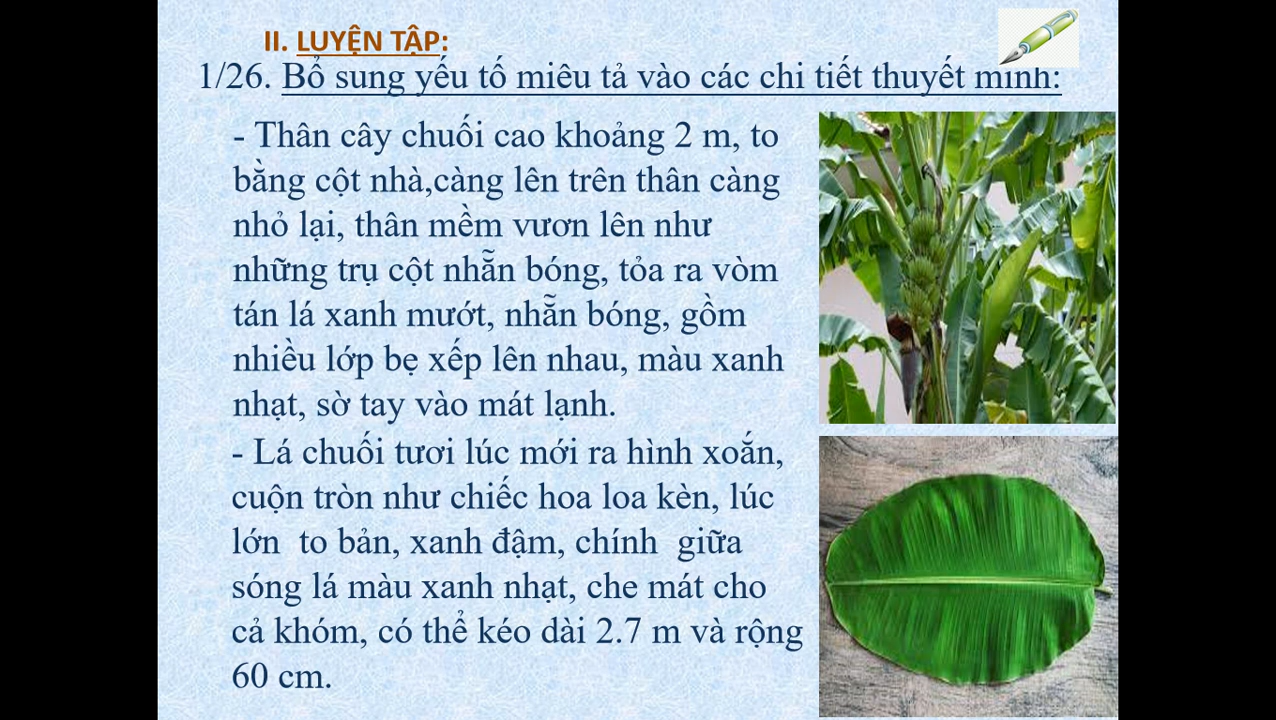 II. LUYỆN TẬP:
1/26. Bổ sung yếu tố miêu tả vào các chi tiết thuyết minh:
- Thân cây chuối cao khoảng 2 m, to
bằng cột nhà,càng lên trên thân càng
nhỏ lại, thân mềm vươn lên như
những trụ cột nhẵn bóng, tỏa ra vòm
tán lá xanh mướt, nhẵn bóng, gồm
nhiều lớp bẹ xếp lên nhau, màu xanh
nhạt, sờ tay vào mát lạnh.
- Lá chuối tươi lúc mới ra hình xoắn,
cuộn tròn như chiếc hoa loa kèn, lúc
lớn  to bản, xanh đậm, chính  giữa
sóng lá màu xanh nhạt, che mát cho
cả khóm, có thể kéo dài 2.7 m và rộng
60 cm.